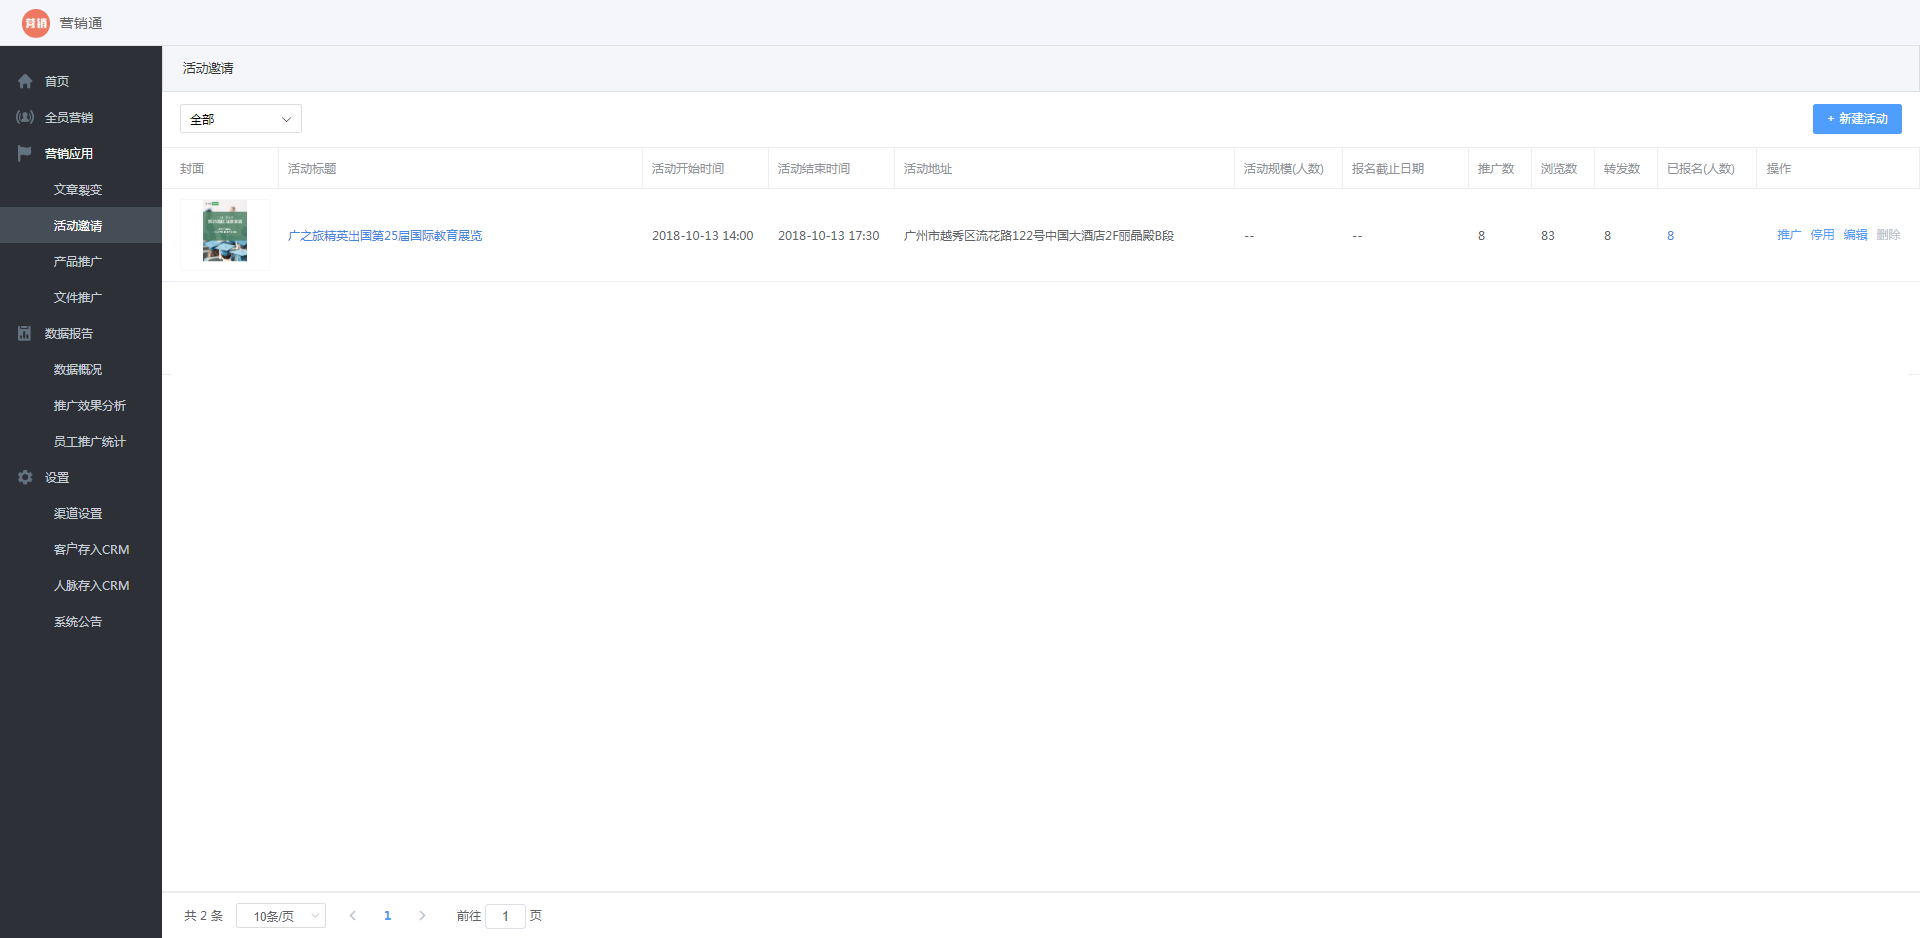 营销 营销通
活动邀请
首页
全员营销
营销应用
文章裂变
活动邀请
产品推广
文件推广
数据报告
数据概况
推广效果分析
员工推广统计
设置
渠道设置
客户存入CRM
人脉存入CRM
系统公告
全部
+ 新建活动
封面 活动标题 活动开始时间 活动结束时间 活动地址 活动规模(人数) 报名截止日期 推广数 浏览数 转发数 已报名(人数) 操作
广之旅精英出国第25届国际教育展览 2018-10-13 14:00 2018-10-13 17:30 广州市越秀区流花路122号中国大酒店2F丽晶殿B段 -- -- 8 83 8 8 推广 停用 编辑 删除
共 2 条 10条/页 1 前往 1 页